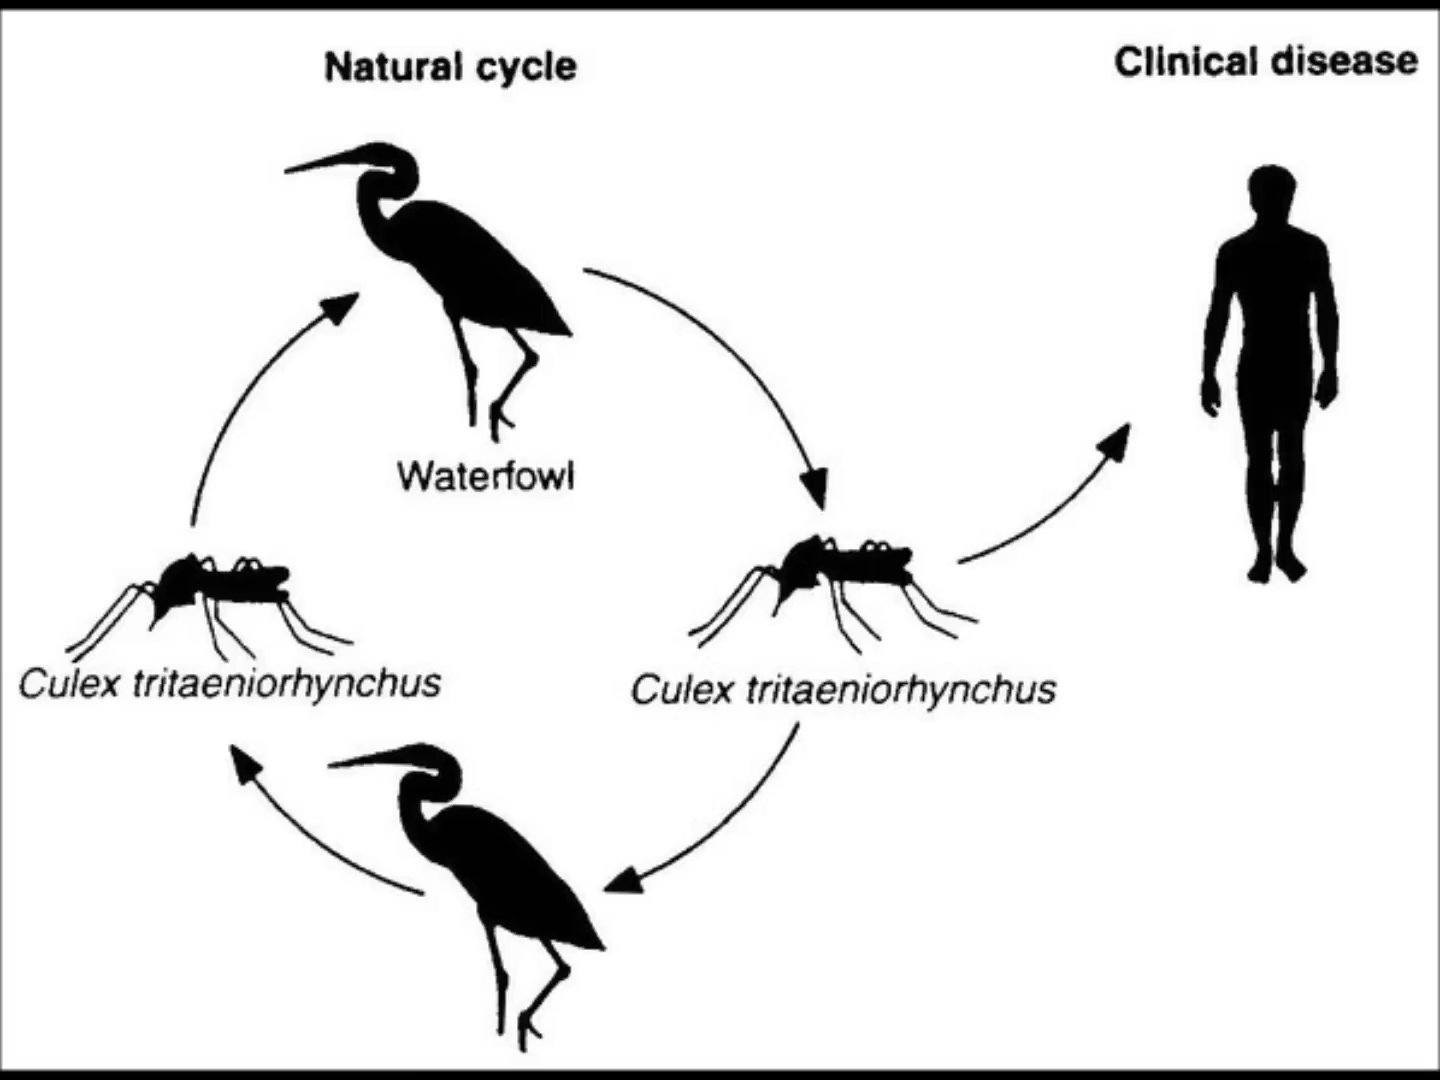 Natural cycle
Clinical disease
Waterfowl
Culex tritaeniorhynchus
Culex tritaeniorhynchus